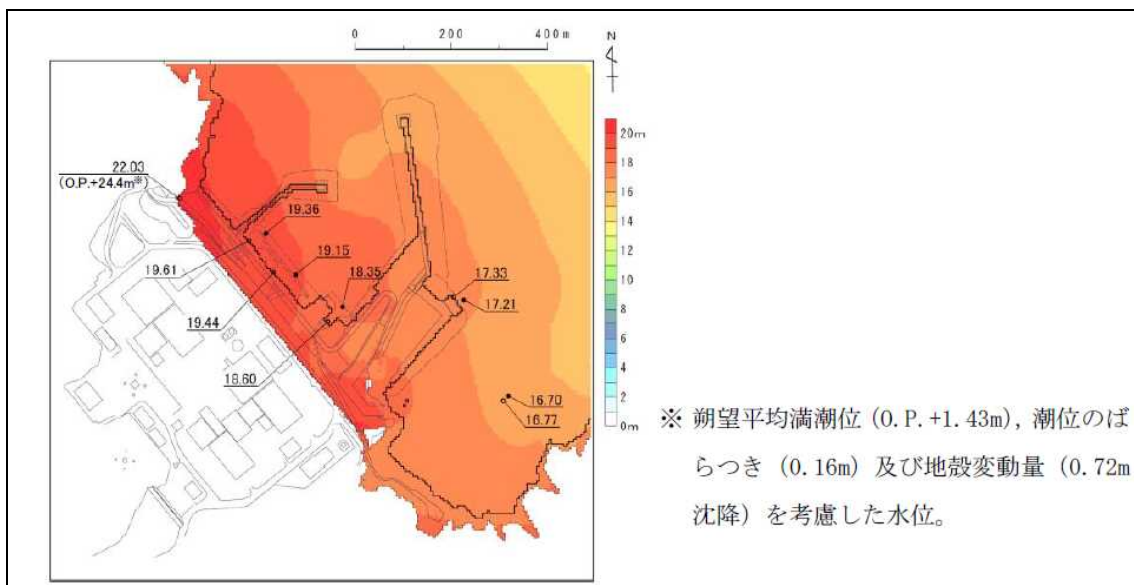 0 200 400m
N
22.03
(O.P.+24.4m※)
19.36
19.15
19.61
18.35
17.33
17.21
19.44
18.60
16.70
16.77
20m
18
16
14
12
10
8
6
4
2
0m
※ 朔望平均満潮位 (O.P.+1.43m), 潮位のば
らつき (0.16m) 及び地殻変動量 (0.72m
沈降) を考慮した水位。